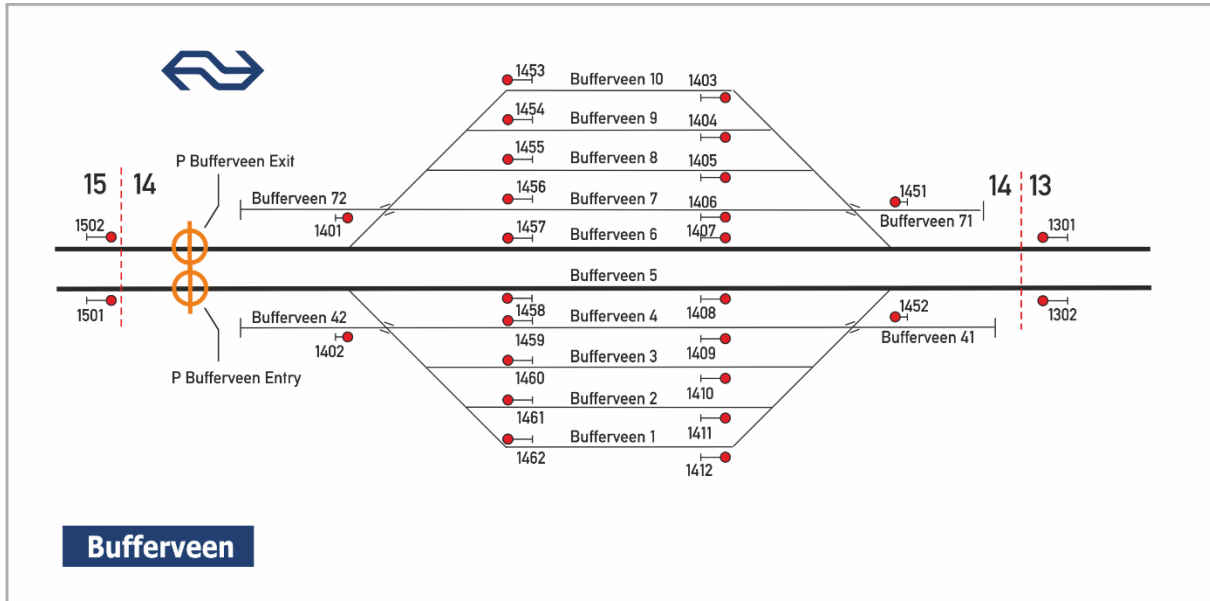 1453
Bufferveen 10
1403
1454
Bufferveen 9
1404
P Bufferveen Exit
1455
Bufferveen 8
1405
15
14
14
13
Bufferveen 72
1456
Bufferveen 7
1406
1451
1401
Bufferveen 71
1502
1457
Bufferveen 6
1407
1301
Bufferveen 5
1501
Bufferveen 42
1458
Bufferveen 4
1408
1452
1302
1402
1459
Bufferveen 3
1409
Bufferveen 41
P Bufferveen Entry
1460
Bufferveen 2
1410
1461
Bufferveen 1
1411
1462
1412
Bufferveen